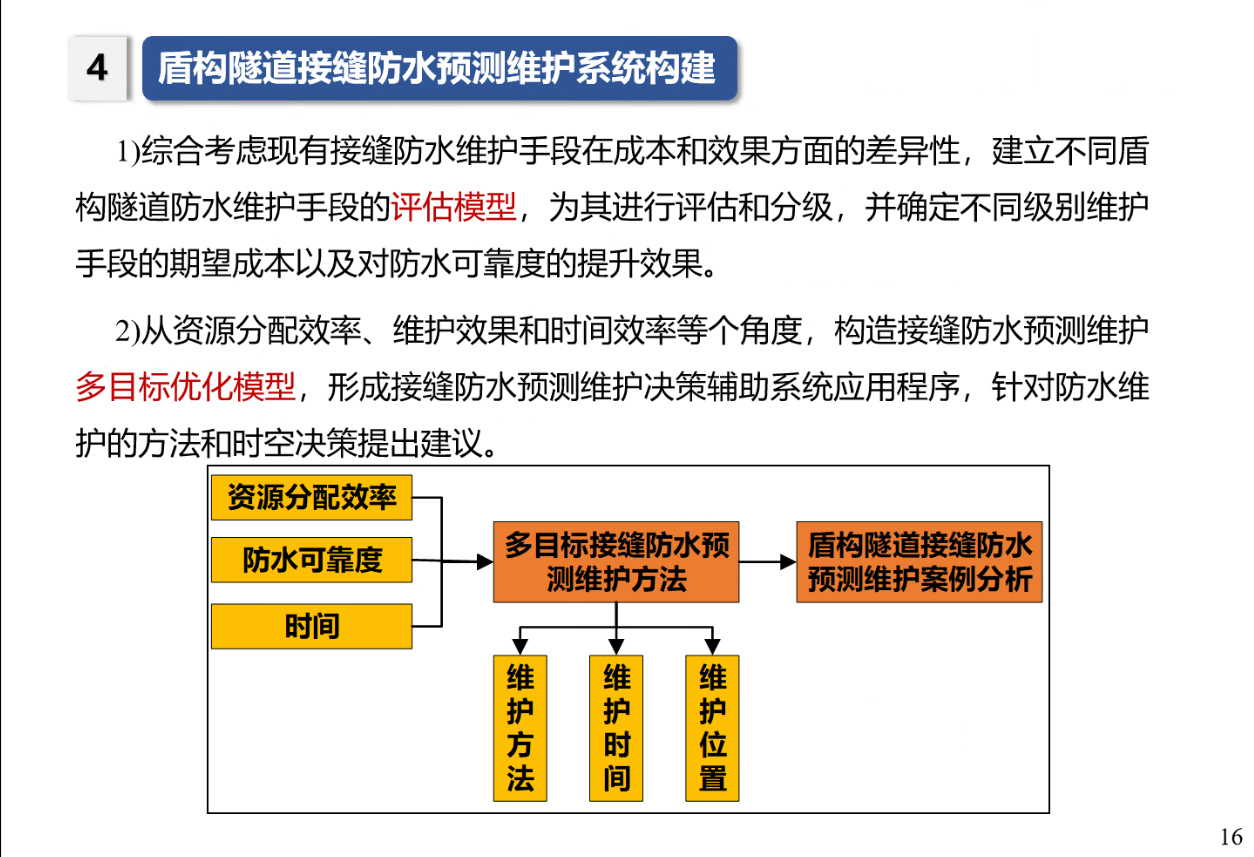 4
盾构隧道接缝防水预测维护系统构建
1)综合考虑现有接缝防水维护手段在成本和效果方面的差异性，建立不同盾
构隧道防水维护手段的评估模型，为其进行评估和分级，并确定不同级别维护
手段的期望成本以及对防水可靠度的提升效果。
2)从资源分配效率、维护效果和时间效率等个角度，构造接缝防水预测维护
多目标优化模型，形成接缝防水预测维护决策辅助系统应用程序，针对防水维
护的方法和时空决策提出建议。
资源分配效率
防水可靠度
时间
多目标接缝防水预
测维护方法
盾构隧道接缝防水
预测维护案例分析
维护方法
维护时间
维护位置
16